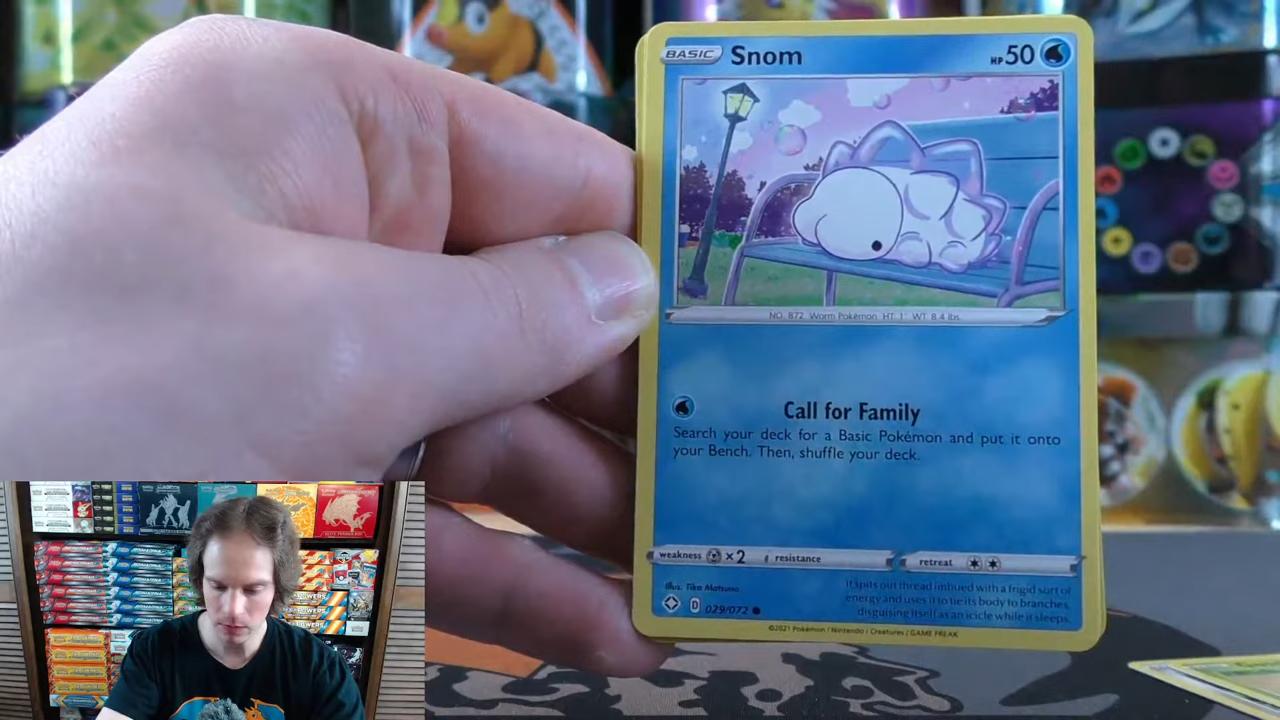 BASIC Snom HP 50
NO. 872 Worm Pokémon HT 1' WT 8.4 lbs.
Call for Family
Search your deck for a Basic Pokémon and put it onto
your Bench. Then, shuffle your deck.
weakness ×2 resistance retreat
Illus. Tika Matsuno
It spits out thread imbued with a frigid sort of
energy and uses it to tie its body to branches,
disguising itself as an icicle while it sleeps.
D 029/072
©2021 Pokémon / Nintendo / Creatures / GAME FREAK